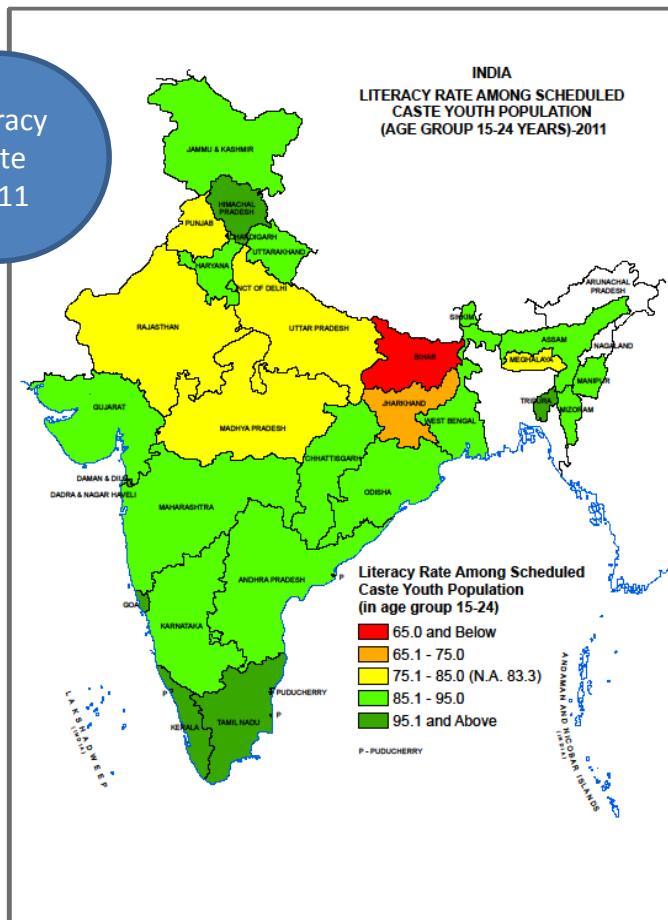 racy
te
11
INDIA
LITERACY RATE AMONG SCHEDULED
CASTE YOUTH POPULATION
(AGE GROUP 15-24 YEARS)-2011
JAMMU & KASHMIR
HIMACHAL
PRADESH
PUNJAB
CHANDIGARH
UTTARAKHAND
HARYANA
NCT OF DELHI
ARUNACHAL
PRADESH
RAJASTHAN
UTTAR PRADESH
SIKKIM
ASSAM
NAGALAND
BIHAR
MEGHALAYA
MANIPUR
GUJARAT
JHARKHAND
TRIPURA
MIZORAM
WEST BENGAL
MADHYA PRADESH
CHHATTISGARH
DAMAN & DIU
DADRA & NAGAR HAVELI
MAHARASHTRA
ODISHA
ANDHRA PRADESH
P
GOA
KARNATAKA
Literacy Rate Among Scheduled
Caste Youth Population
(in age group 15-24)
65.0 and Below
65.1 - 75.0
75.1 - 85.0 (N.A. 83.3)
85.1 - 95.0
95.1 and Above
P - PUDUCHERRY
P
PUDUCHERRY
P
KERALA
TAMIL NADU
LAKSHADWEEP
(INDIA)
ANDAMAN AND NICOBAR ISLANDS
(INDIA)